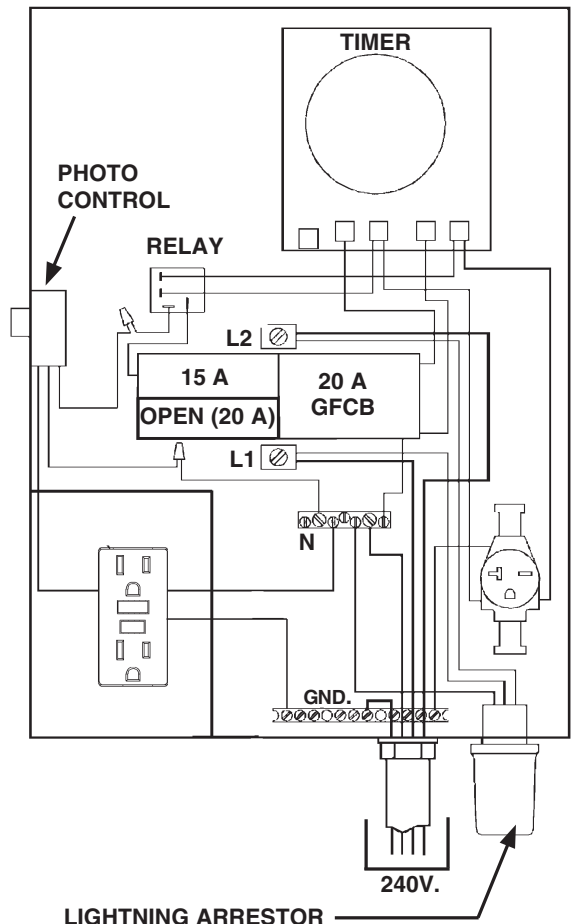 TIMER
PHOTO
CONTROL
RELAY
L2
15 A
20 A
GFCB
OPEN (20 A)
L1
N
GND.
240V.
LIGHTNING ARRESTOR